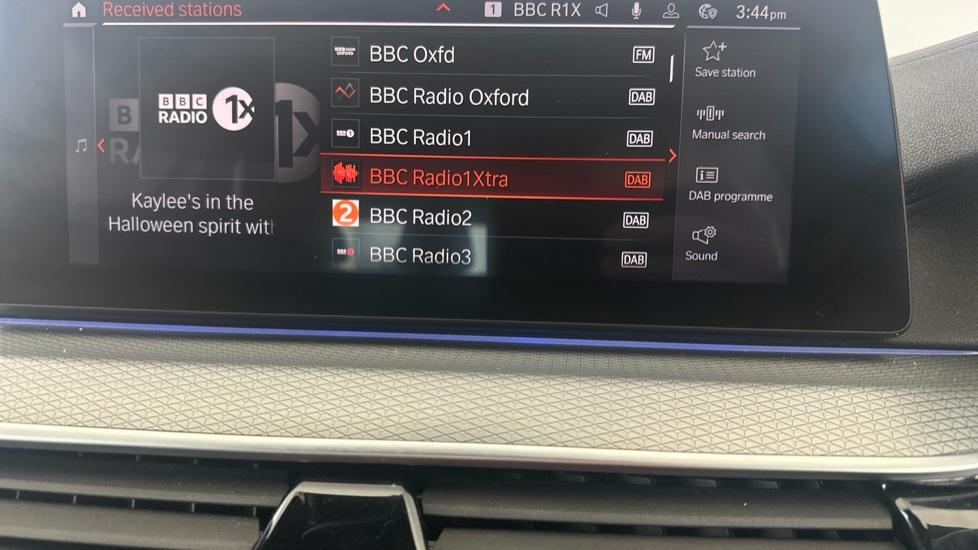 Received stations
1 BBC R1X
3:44pm
BBC
RADIO
1X
Kaylee's in the
Halloween spirit wit
BBC Oxfd FM
BBC Radio Oxford DAB
BBC Radio1 DAB
BBC Radio1Xtra DAB
2 BBC Radio2 DAB
BBC Radio3 DAB
Save station
Manual search
DAB programme
Sound